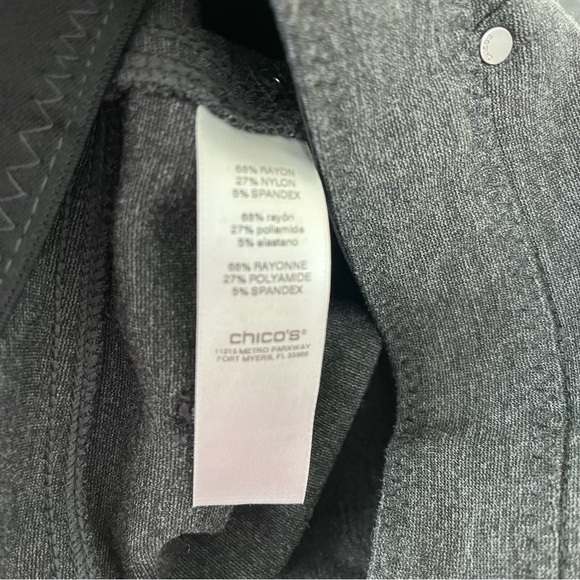 68% RAYON
27% NYLON
5% SPANDEX
68% rayón
27% poliamida
5% elastano
68% RAYONNE
27% POLYAMIDE
5% SPANDEX
chico's®
11215 METRO PARKWAY
FORT MYERS, FL 33966